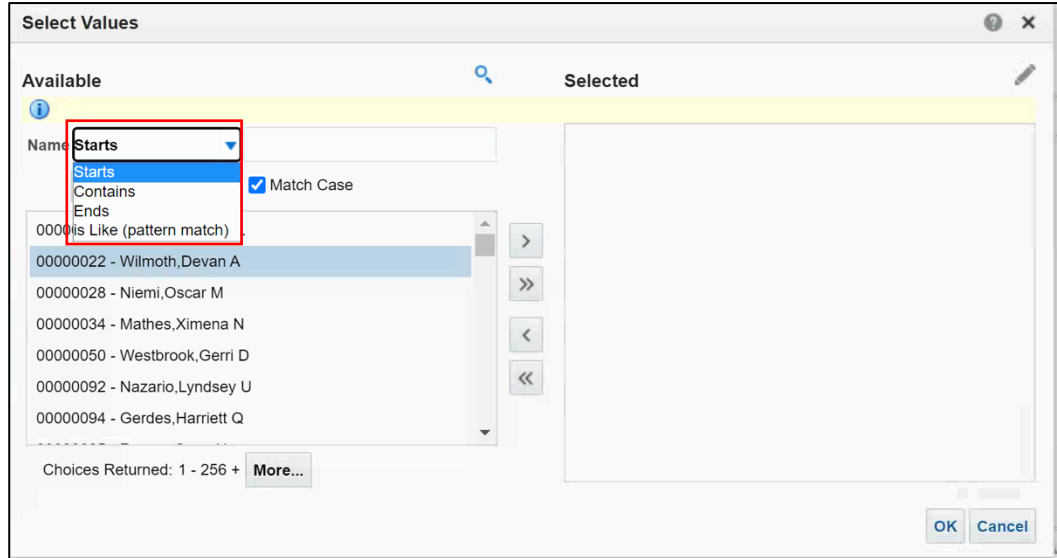 Select Values
Available
Selected
Name Starts
Starts
Contains
Ends
is Like (pattern match)
Match Case
0000
00000022 - Wilmoth,Devan A
00000028 - Niemi,Oscar M
00000034 - Mathes,Ximena N
00000050 - Westbrook,Gerri D
00000092 - Nazario,Lyndsey U
00000094 - Gerdes,Harriett Q
Choices Returned: 1 - 256 + More...
OK Cancel